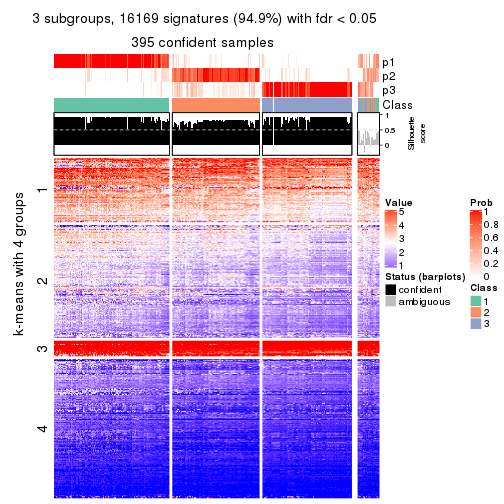 3 subgroups, 16169 signatures (94.9%) with fdr < 0.05
395 confident samples
p1
p2
p3
Class
1
0.5
0
Silhouette
score
k-means with 4 groups
1
2
3
4
Value
5
4
3
2
1
Status (barplots)
confident
ambiguous
Prob
1
0.8
0.6
0.4
0.2
0
Class
1
2
3